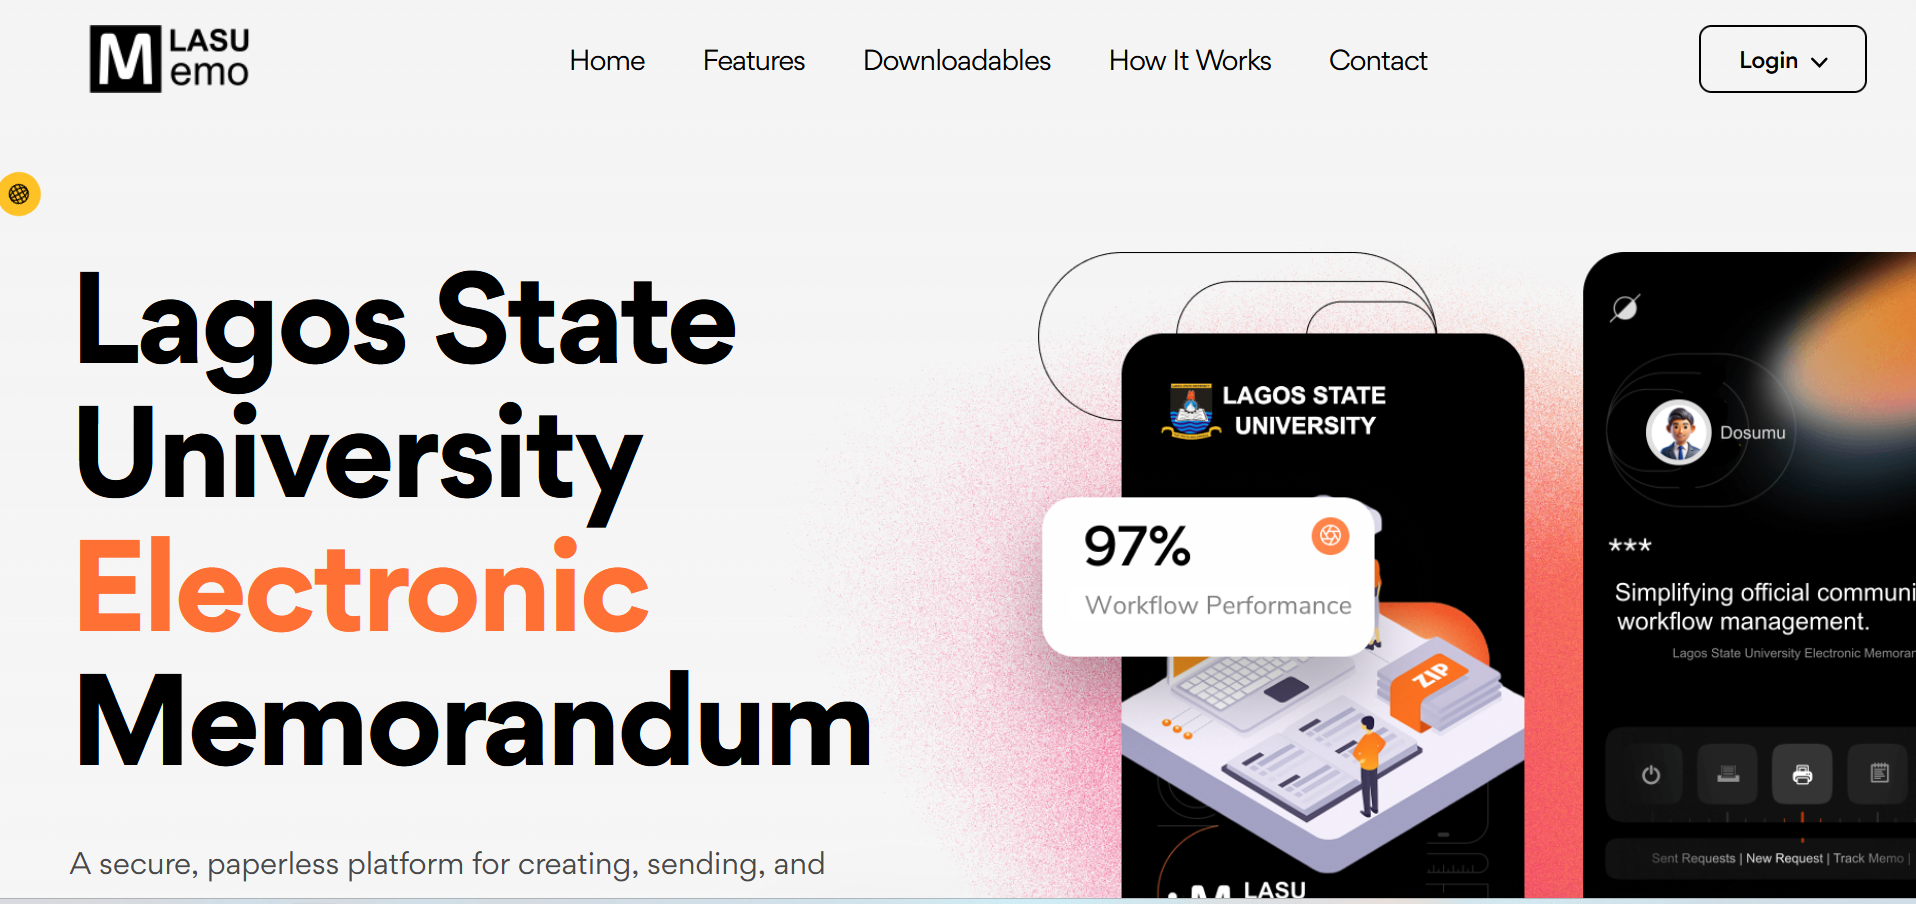 M LASU
emo
Home Features Downloadables How It Works Contact
Login
Lagos State
University
Electronic
Memorandum
A secure, paperless platform for creating, sending, and
LAGOS STATE
UNIVERSITY
97%
Workflow Performance
ZIP
M LASU
Dosumu
***
Simplifying official communi
workflow management.
Lagos State University Electronic Memoran
Sent Requests | New Request | Track Memo |